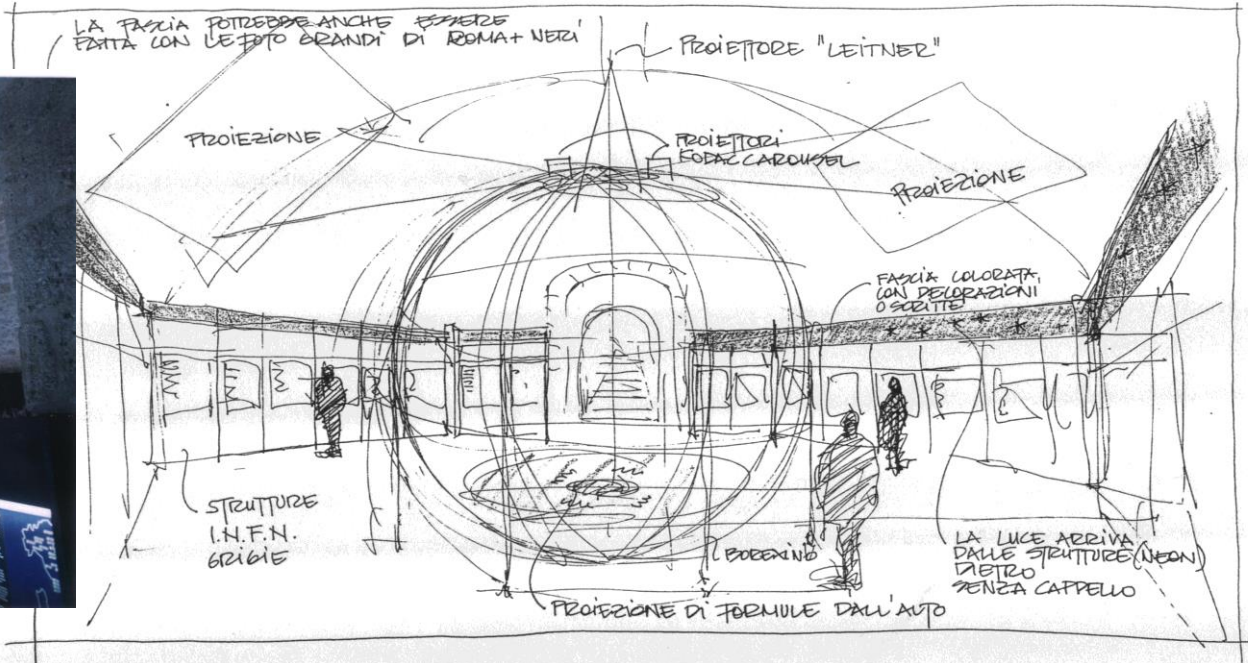 LA FASCIA POTREBBE ANCHE ESSERE
FATTA CON LE FOTO GRANDI DI ROMA + NERI
PROIETTORE "LEITNER"
PROIEZIONE
PROIETTORI
KODAC CAROUSEL
PROIEZIONE
FASCIA COLORATA
CON DECORAZIONI
O SCRITTE
STRUTTURE
I.N.F.N.
GRIGIE
BOREXINO
LA LUCE ARRIVA
DALLE STRUTTURE (NEON)
DIETRO
SENZA CAPPELLO
PROIEZIONE DI FORMULE DALL'ALTO